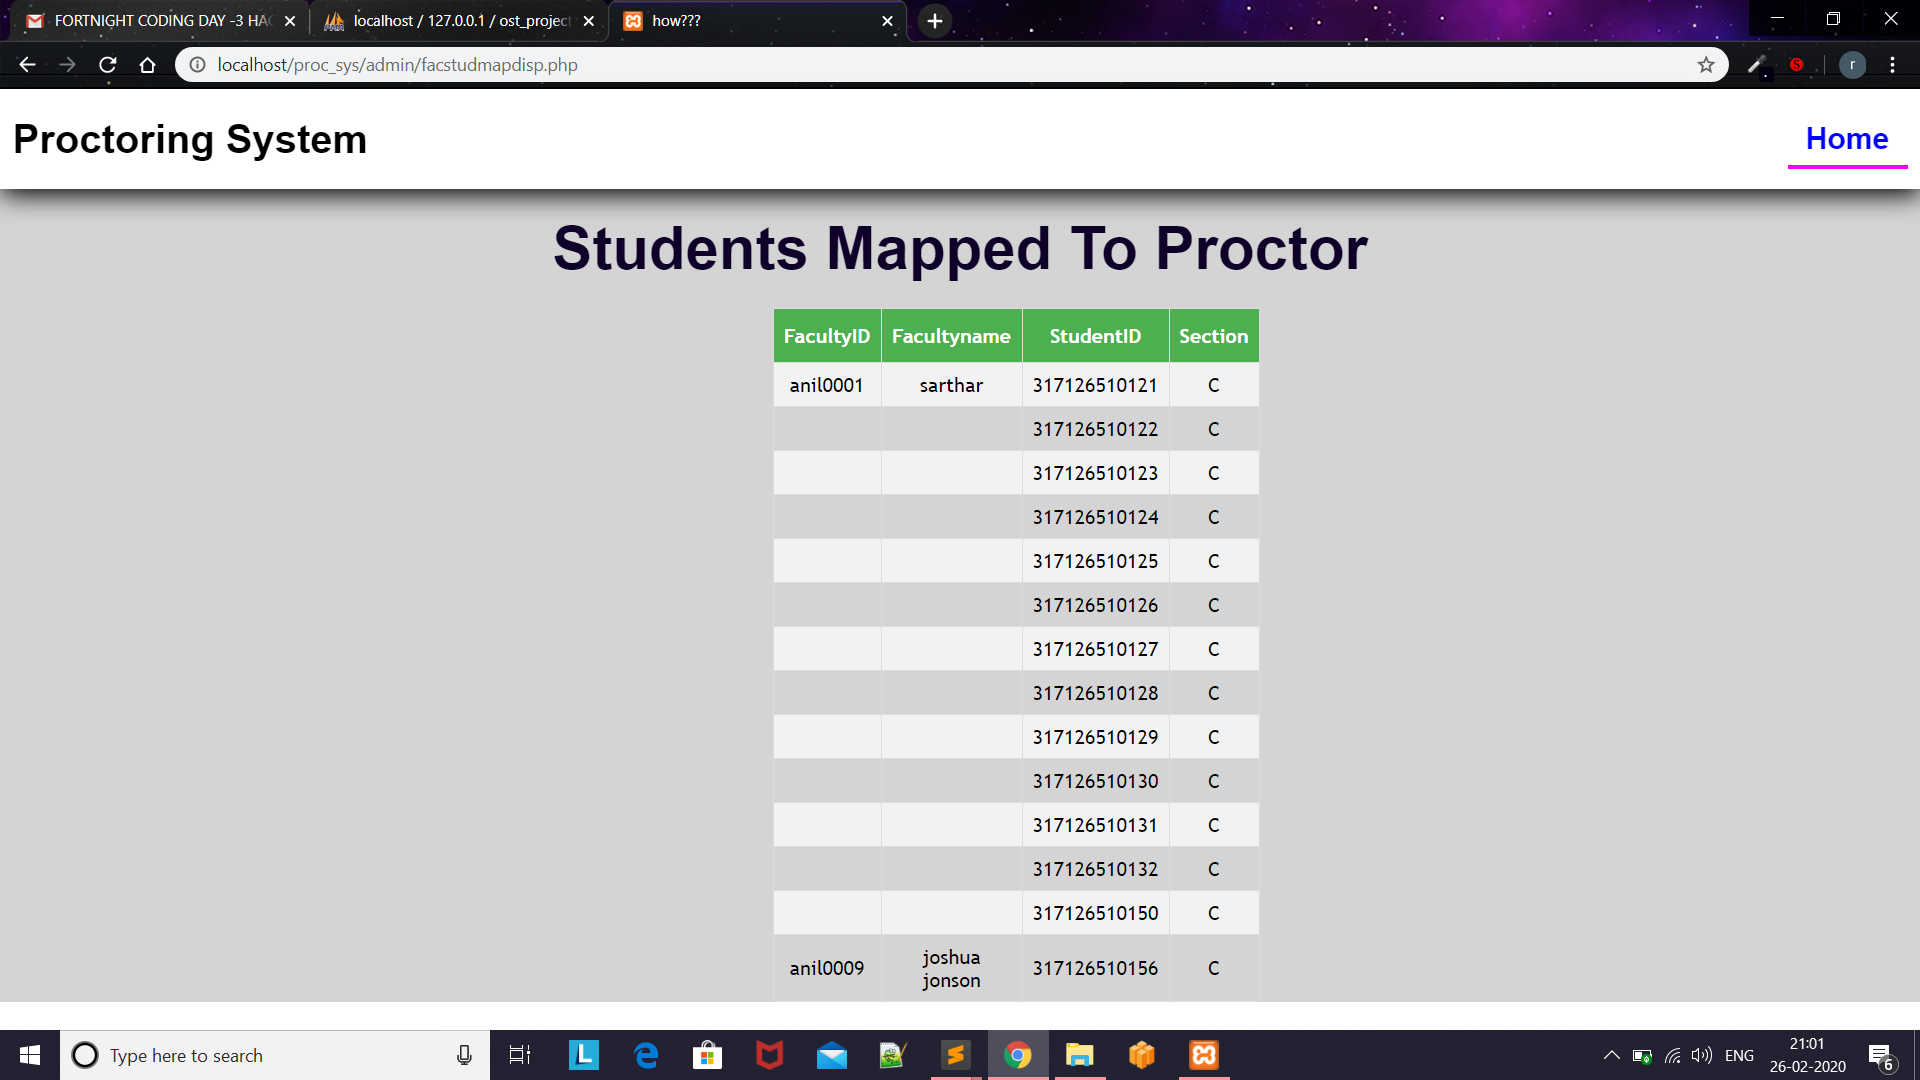 FORTNIGHT CODING DAY -3 HAC
localhost / 127.0.0.1 / ost_project
how???
localhost/proc_sys/admin/facstudmapdisp.php
r
Proctoring System
Home
Students Mapped To Proctor
FacultyID Facultyname StudentID Section
anil0001 sarthar 317126510121 C
317126510122 C
317126510123 C
317126510124 C
317126510125 C
317126510126 C
317126510127 C
317126510128 C
317126510129 C
317126510130 C
317126510131 C
317126510132 C
317126510150 C
anil0009 joshua jonson 317126510156 C
Type here to search
L
ENG
21:01
26-02-2020
6